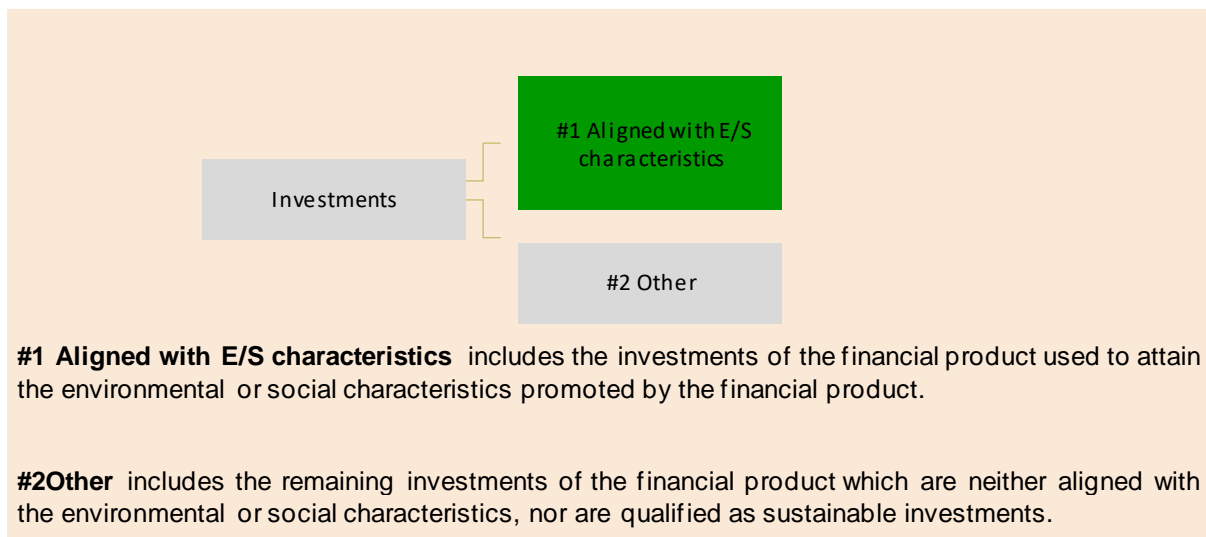 #1 Aligned with E/S
characteristics
Investments
#2 Other
#1 Aligned with E/S characteristics includes the investments of the financial product used to attain
the environmental or social characteristics promoted by the financial product.
#2Other includes the remaining investments of the financial product which are neither aligned with
the environmental or social characteristics, nor are qualified as sustainable investments.